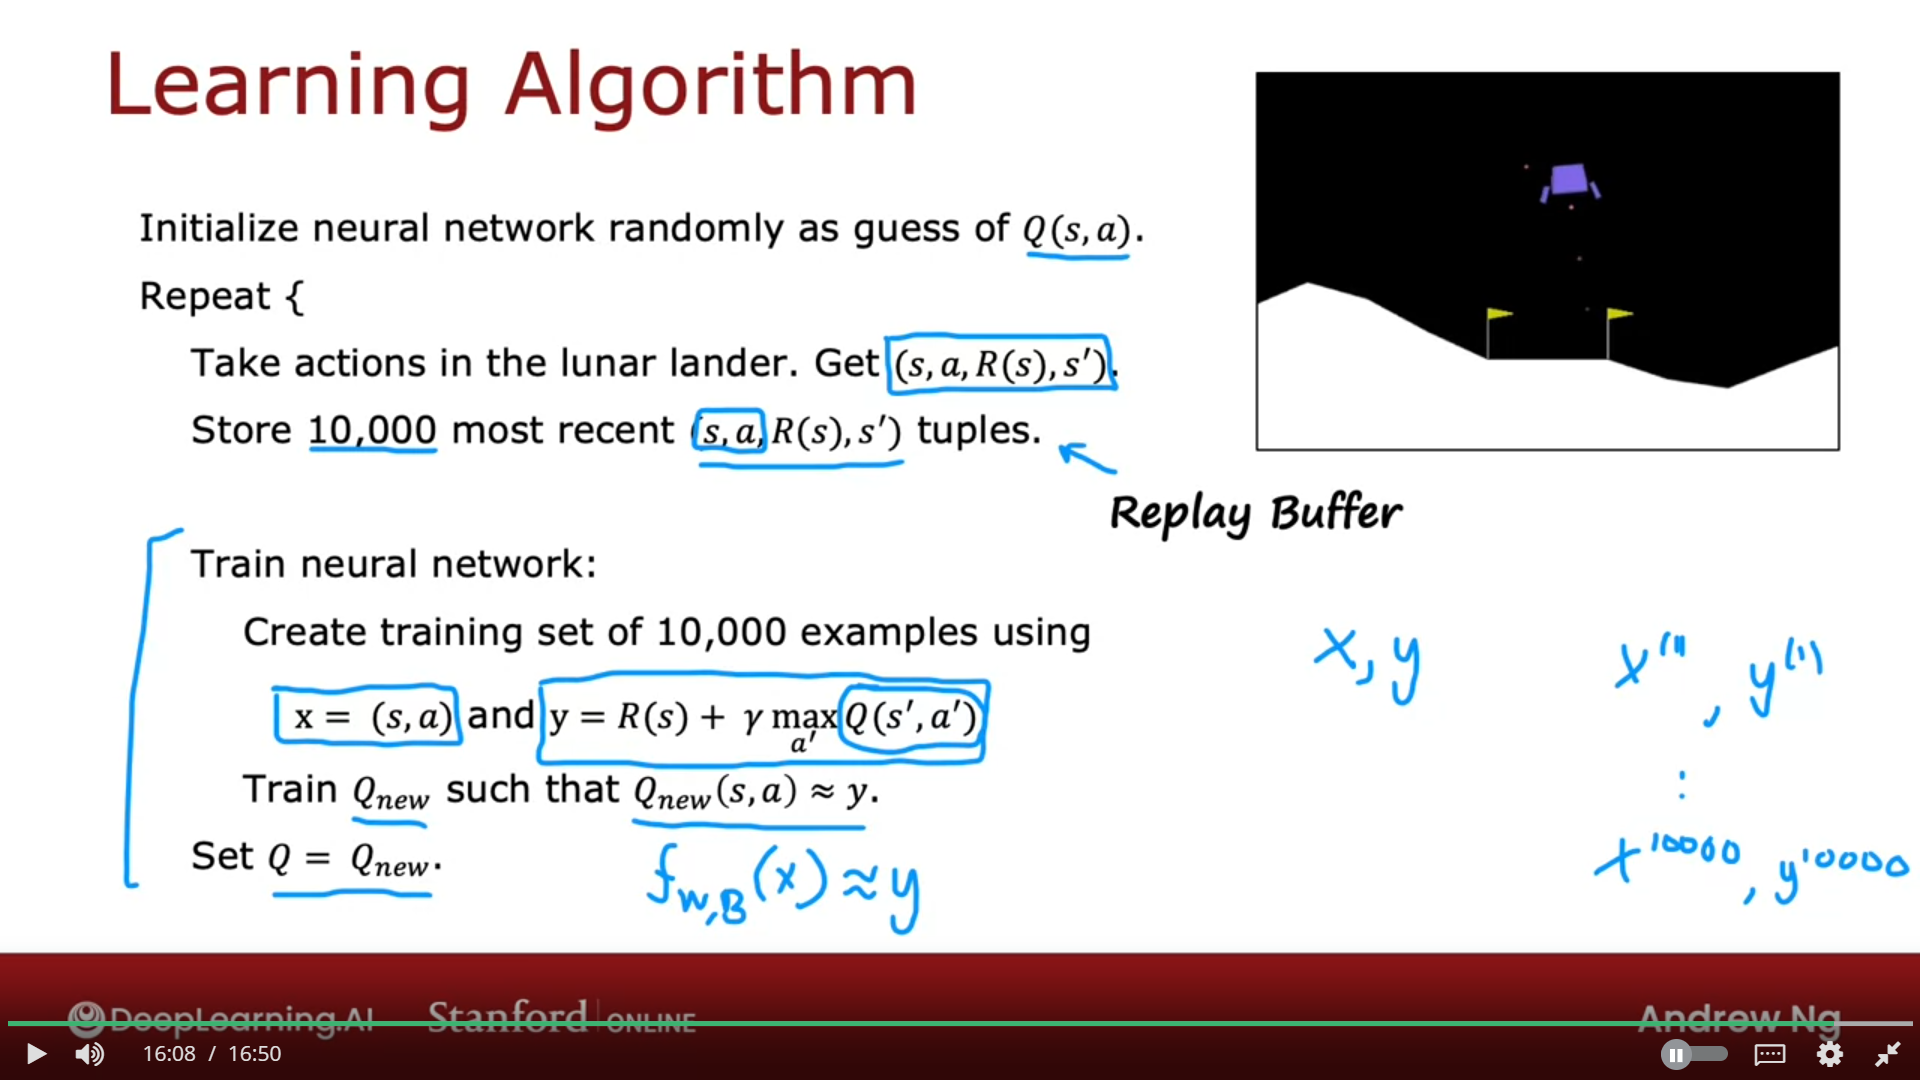 Learning Algorithm
Initialize neural network randomly as guess of Q(s, a).
Repeat {
Take actions in the lunar lander. Get (s, a, R(s), s').
Store 10,000 most recent (s, a, R(s), s') tuples.
Replay Buffer
Train neural network:
Create training set of 10,000 examples using
x = (s, a) and y = R(s) + γ max Q(s', a')
a'
Train Qnew such that Qnew(s, a) ≈ y.
Set Q = Qnew.
f w,B (x) ≈ y
x, y
x(1), y(1)
⋮
x10000, y10000
DeepLearning.AI Stanford | ONLINE Andrew Ng
16:08 / 16:50